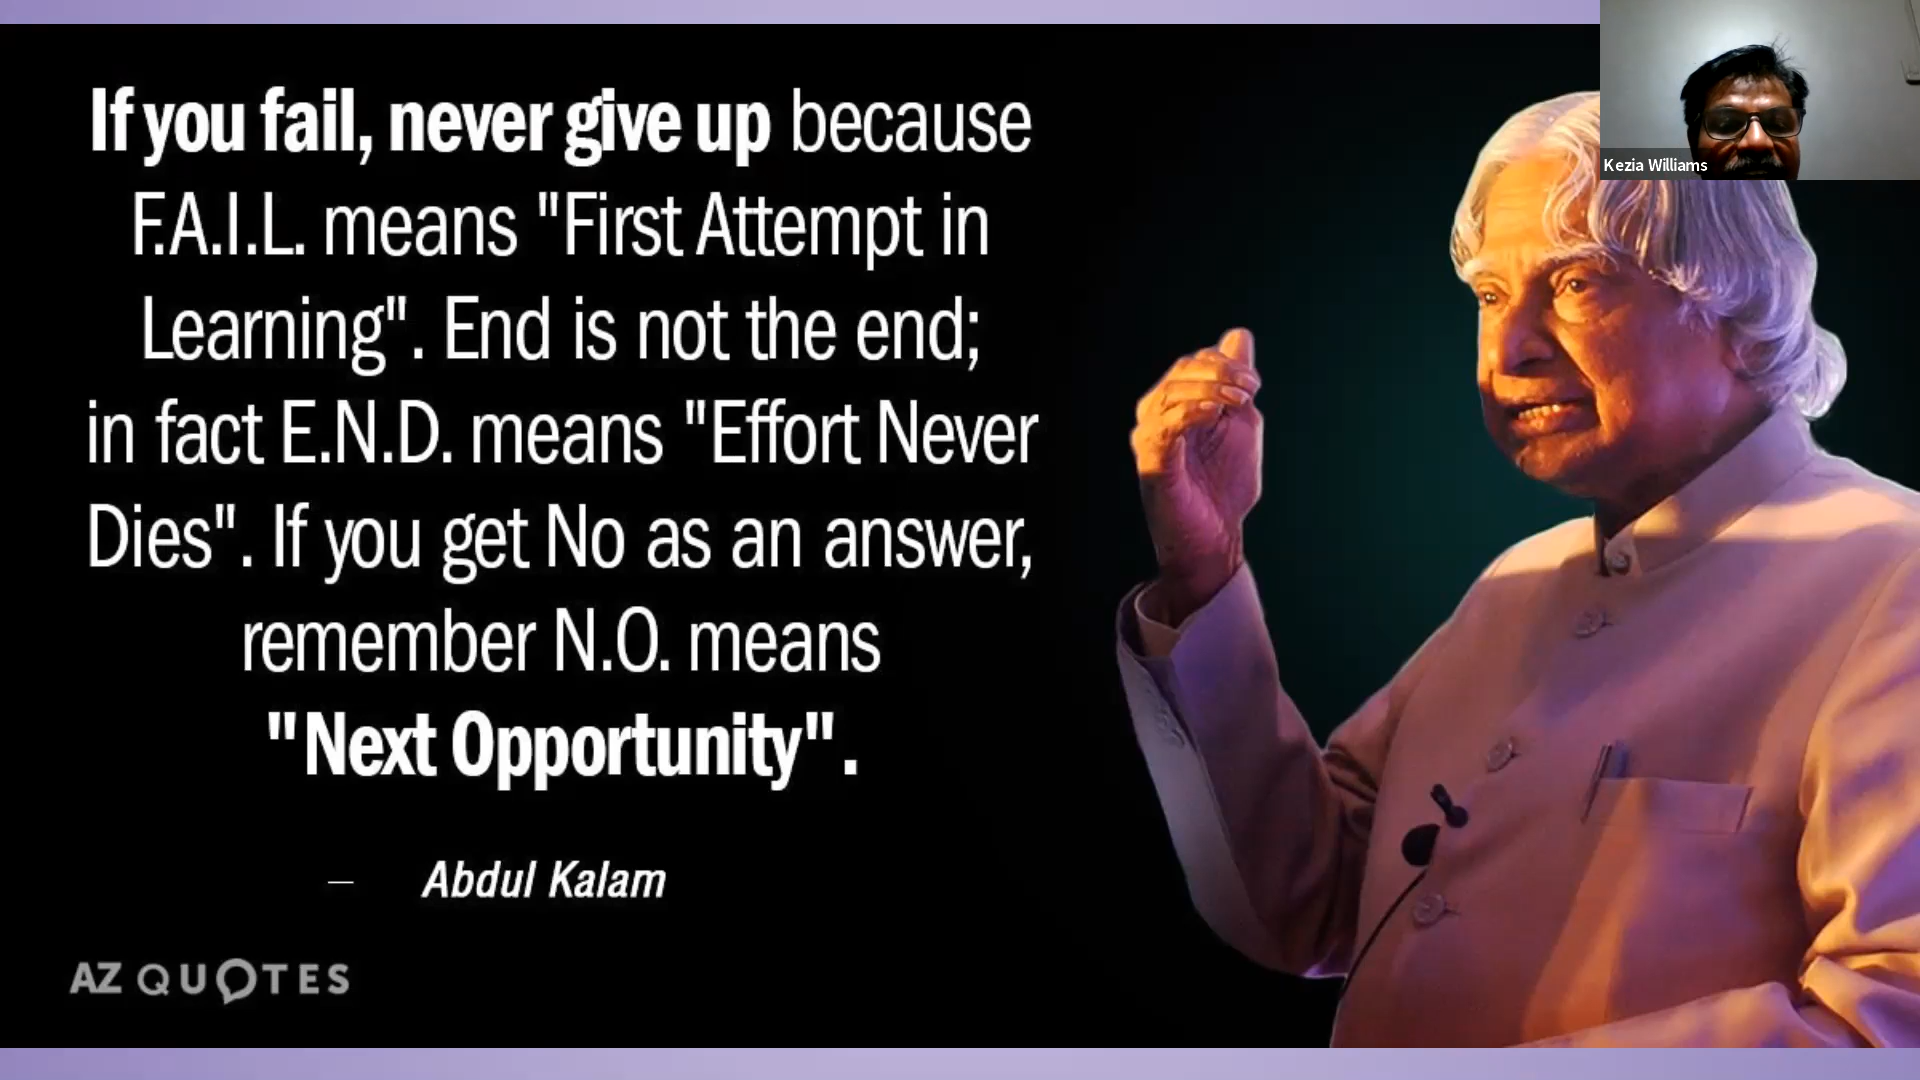 If you fail, never give up because
F.A.I.L. means "First Attempt in
Learning". End is not the end;
in fact E.N.D. means "Effort Never
Dies". If you get No as an answer,
remember N.O. means
"Next Opportunity".
— Abdul Kalam
AZ QUOTES
Kezia Williams